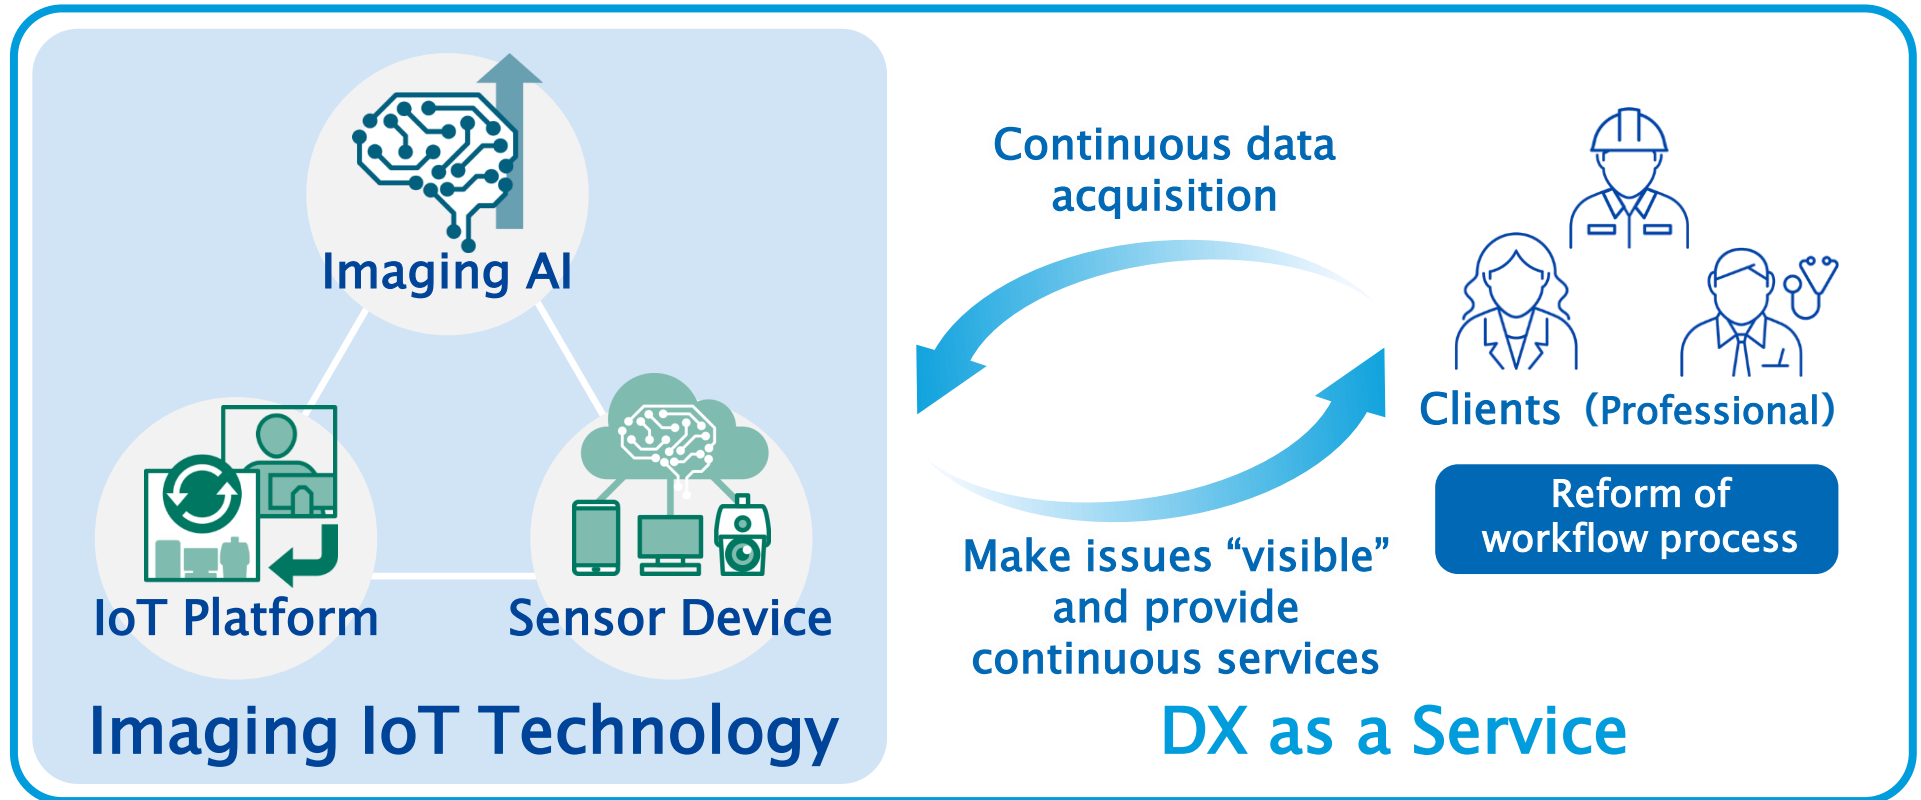 Imaging AI
IoT Platform
Sensor Device
Imaging IoT Technology
Continuous data
acquisition
Make issues “visible”
and provide
continuous services
Clients (Professional)
Reform of
workflow process
DX as a Service